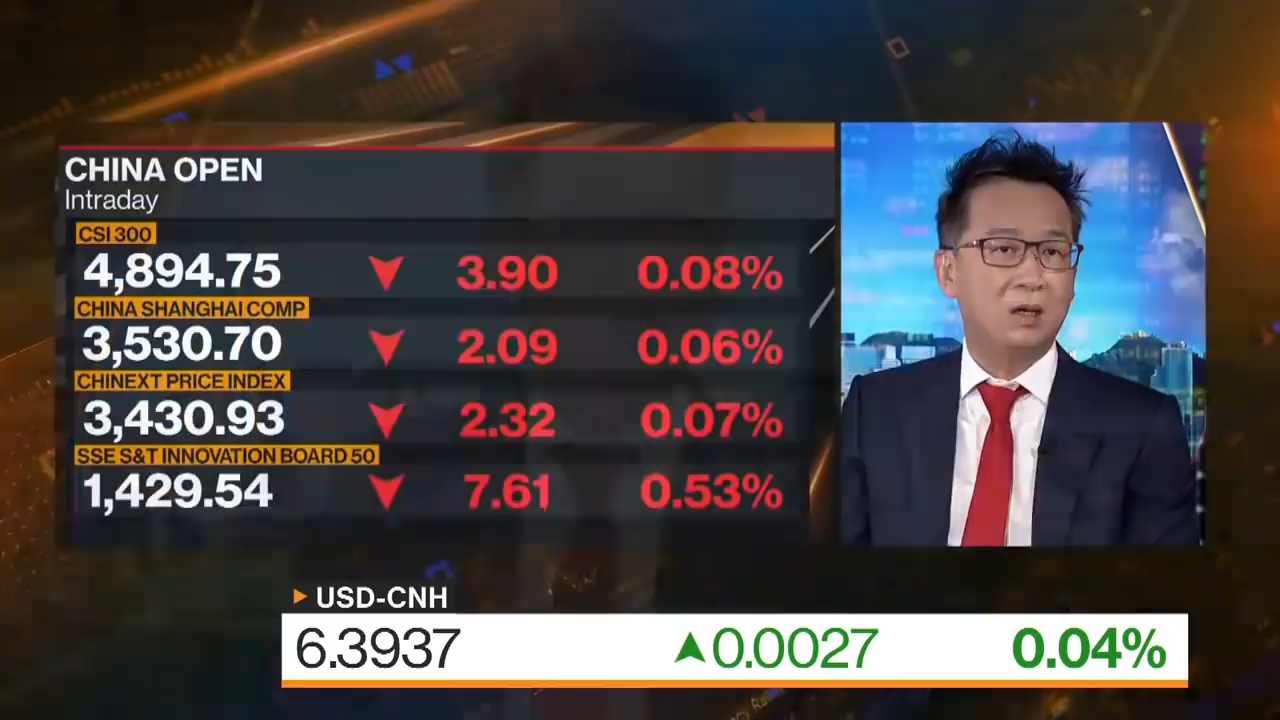 CHINA OPEN
Intraday
CSI 300
4,894.75 ▼ 3.90 0.08%
CHINA SHANGHAI COMP
3,530.70 ▼ 2.09 0.06%
CHINEXT PRICE INDEX
3,430.93 ▼ 2.32 0.07%
SSE S&T INNOVATION BOARD 50
1,429.54 ▼ 7.61 0.53%
▶ USD-CNH
6.3937 ▲0.0027 0.04%